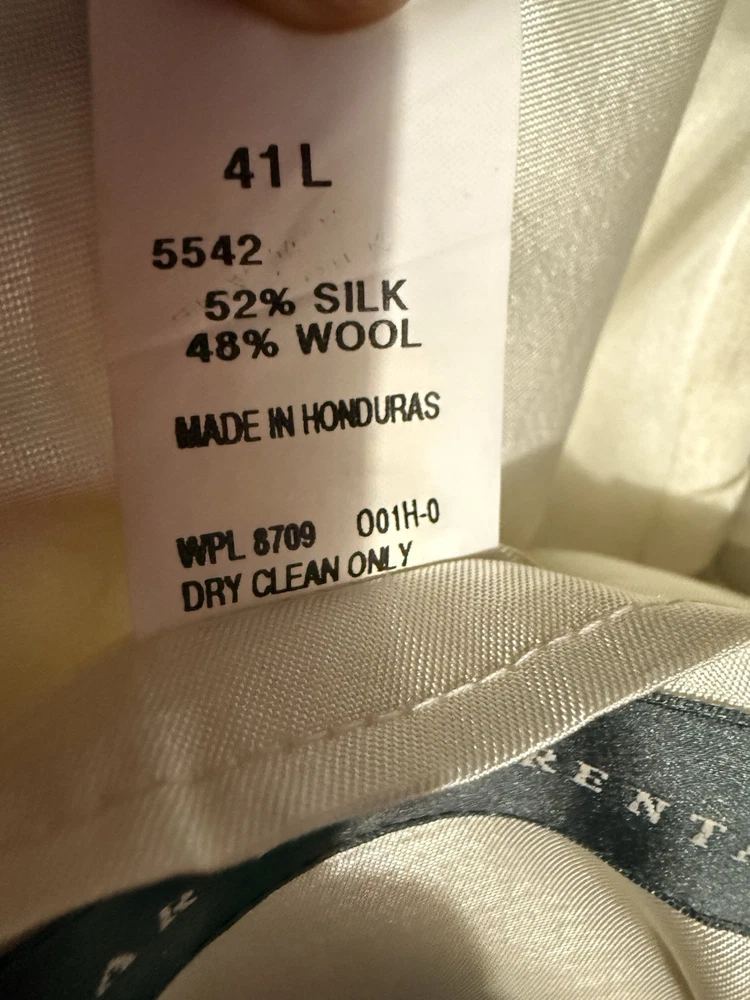 41 L
5542
52% SILK
48% WOOL
MADE IN HONDURAS
WPL 8709 001H-0
DRY CLEAN ONLY